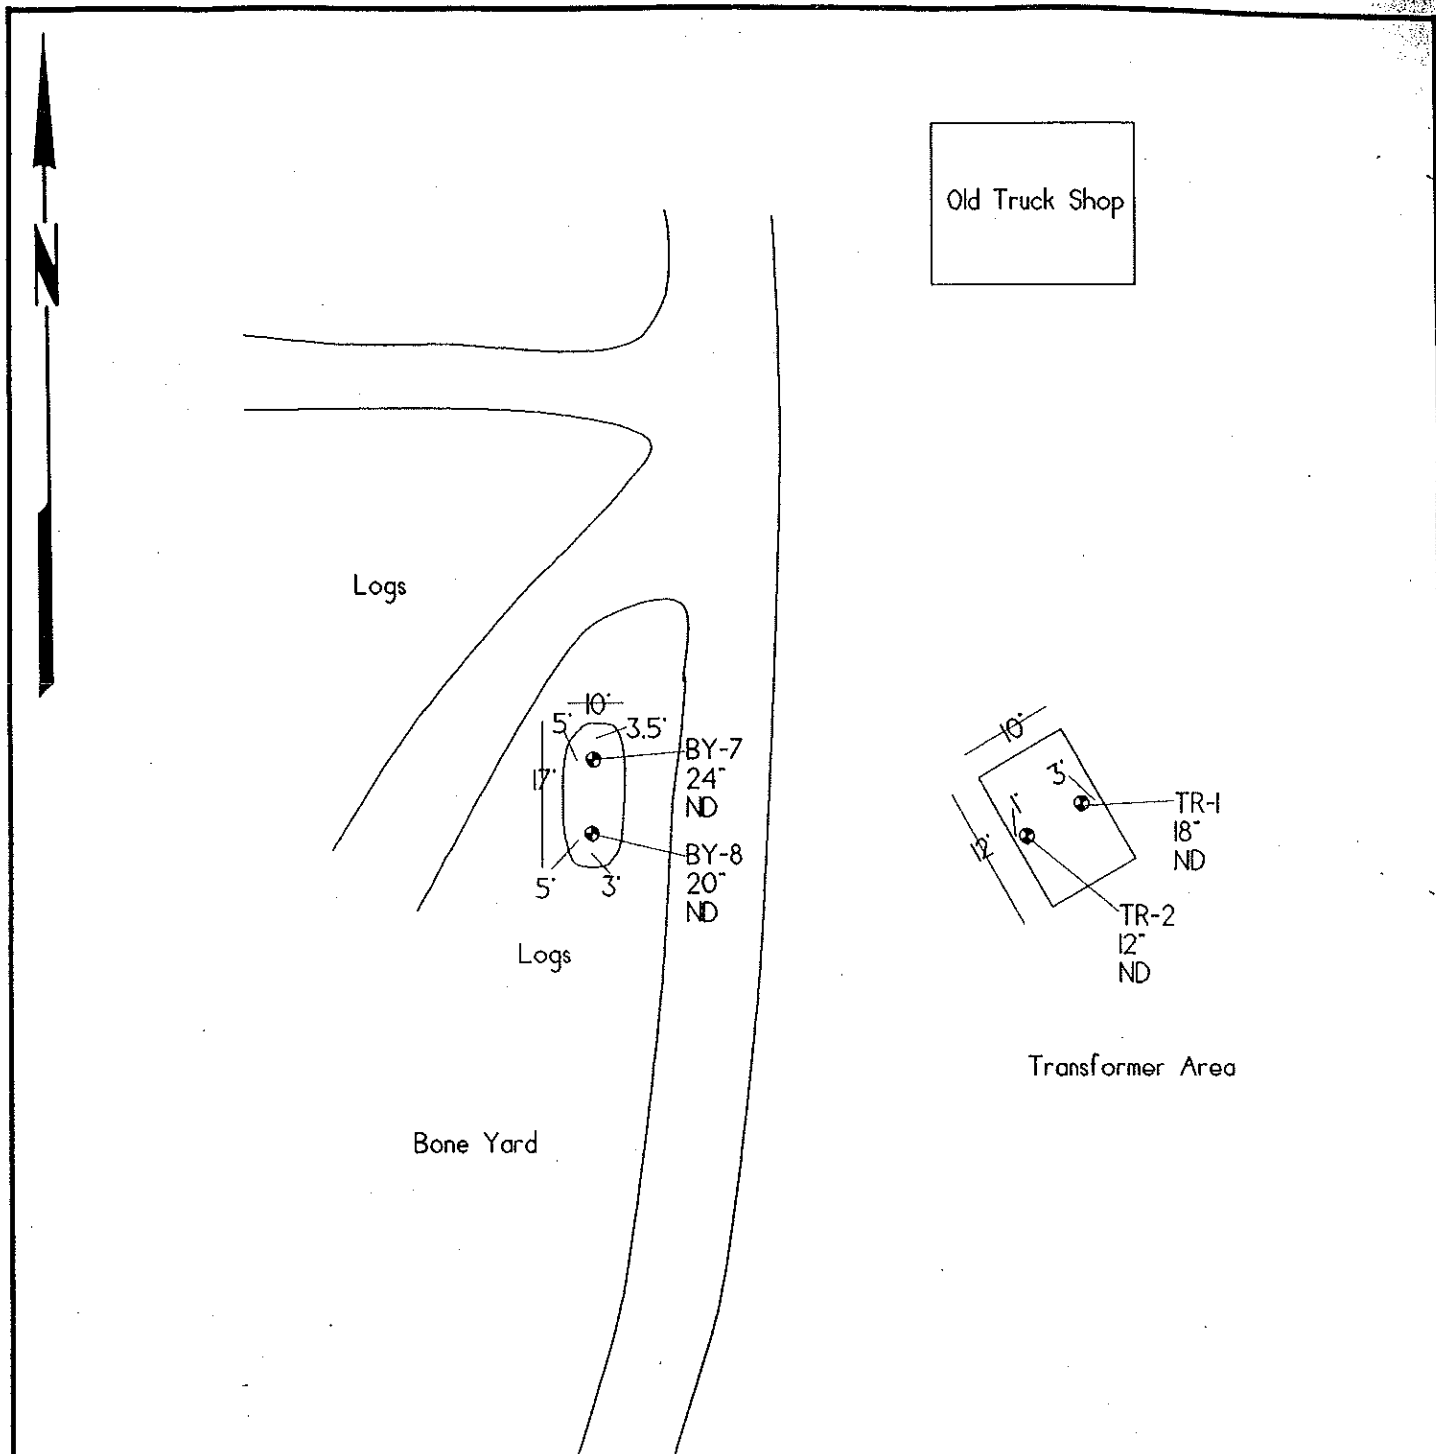 N
Old Truck Shop
Logs
10'
5'
3.5'
17'
BY-7
24"
ND
BY-8
20"
ND
5'
3'
Logs
10'
3'
1'
12'
TR-1
18"
ND
TR-2
12"
ND
Transformer Area
Bone Yard